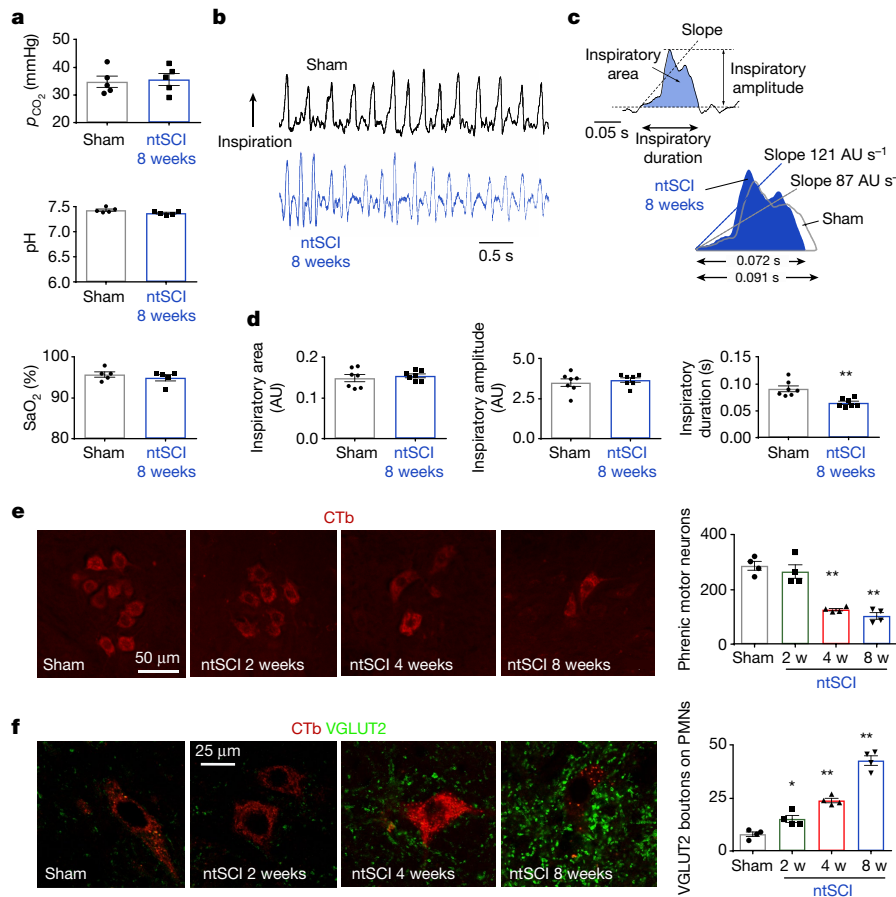 a
pCO2 (mmHg)
50
40
30
20
Sham
ntSCI
8 weeks
pH
7.5
7.0
6.5
6.0
Sham
ntSCI
8 weeks
SaO2 (%)
100
95
90
85
80
Sham
ntSCI
8 weeks
b
Sham
Inspiration
ntSCI
8 weeks
0.5 s
c
Slope
Inspiratory
area
Inspiratory
amplitude
0.05 s
Inspiratory
duration
Slope 121 AU s⁻¹
Slope 87 AU s⁻
ntSCI
8 weeks
Sham
0.072 s
0.091 s
d
Inspiratory area
(AU)
0.2
0.1
0.0
Sham
ntSCI
8 weeks
Inspiratory amplitude
(AU)
5.0
2.5
0.0
Sham
ntSCI
8 weeks
Inspiratory
duration (s)
0.15
0.10
0.05
0.00
**
Sham
ntSCI
8 weeks
e
CTb
Sham
50 μm
ntSCI 2 weeks
ntSCI 4 weeks
ntSCI 8 weeks
Phrenic motor neurons
400
200
0
**
**
Sham
2 w
4 w
8 w
ntSCI
f
CTb VGLUT2
Sham
25 μm
ntSCI 2 weeks
ntSCI 4 weeks
ntSCI 8 weeks
VGLUT2 boutons on PMNs
50
25
0
*
**
**
Sham
2 w
4 w
8 w
ntSCI